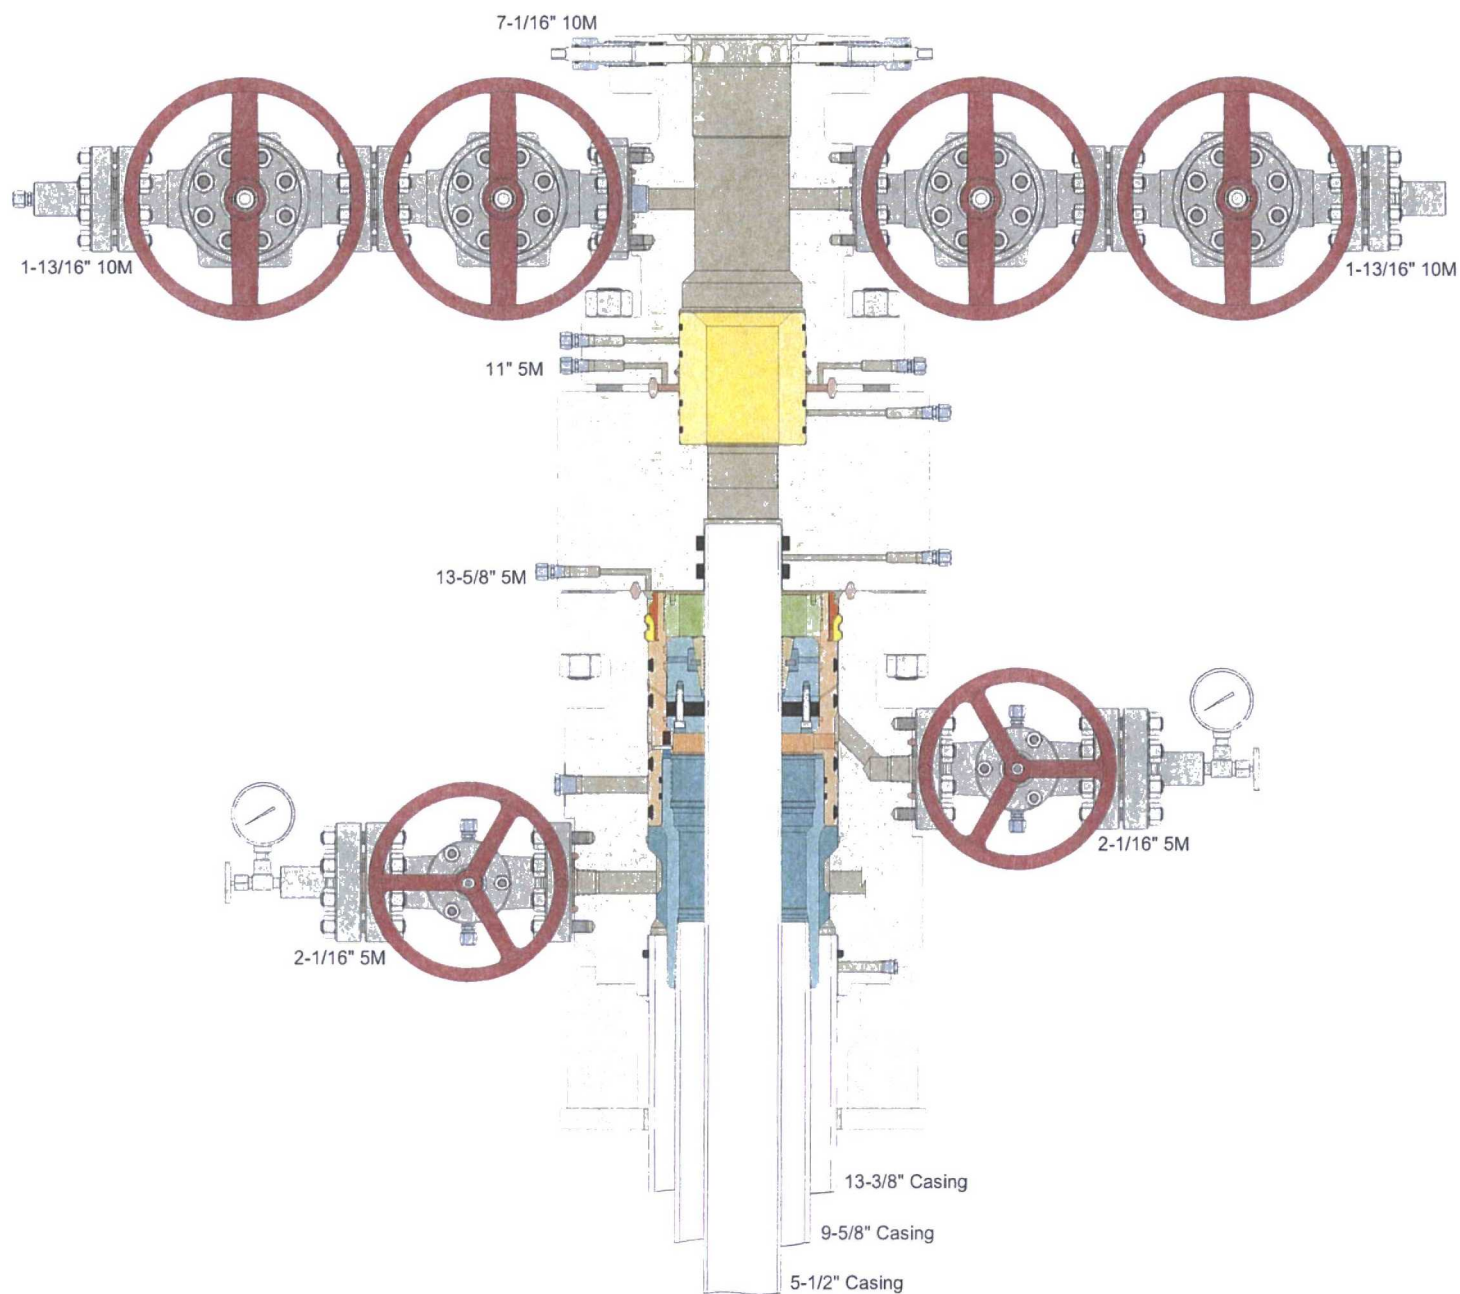 7-1/16" 10M
1-13/16" 10M
1-13/16" 10M
11" 5M
13-5/8" 5M
2-1/16" 5M
2-1/16" 5M
13-3/8" Casing
9-5/8" Casing
5-1/2" Casing